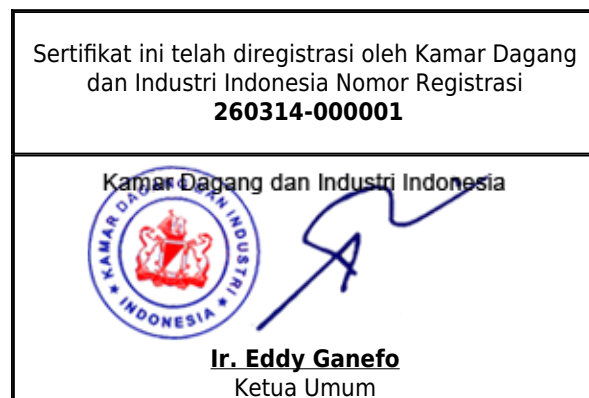 Sertifikat ini telah diregistrasi oleh Kamar Dagang
dan Industri Indonesia Nomor Registrasi
260314-000001
Kamar Dagang dan Industri Indonesia
KAMAR DAGANG DAN INDUSTRI
INDONESIA
Ir. Eddy Ganefo
Ketua Umum